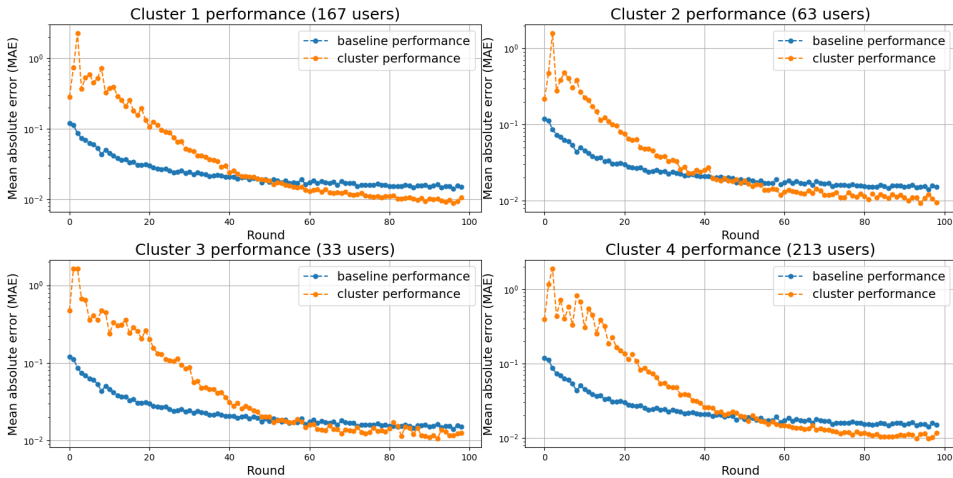 Cluster 1 performance (167 users)
Mean absolute error (MAE)
10⁰
10⁻¹
10⁻²
baseline performance
cluster performance
0 20 40 60 80 100
Round
Cluster 2 performance (63 users)
Mean absolute error (MAE)
10⁰
10⁻¹
10⁻²
baseline performance
cluster performance
0 20 40 60 80 100
Round
Cluster 3 performance (33 users)
Mean absolute error (MAE)
10⁰
10⁻¹
10⁻²
baseline performance
cluster performance
0 20 40 60 80 100
Round
Cluster 4 performance (213 users)
Mean absolute error (MAE)
10⁰
10⁻¹
10⁻²
baseline performance
cluster performance
0 20 40 60 80 100
Round